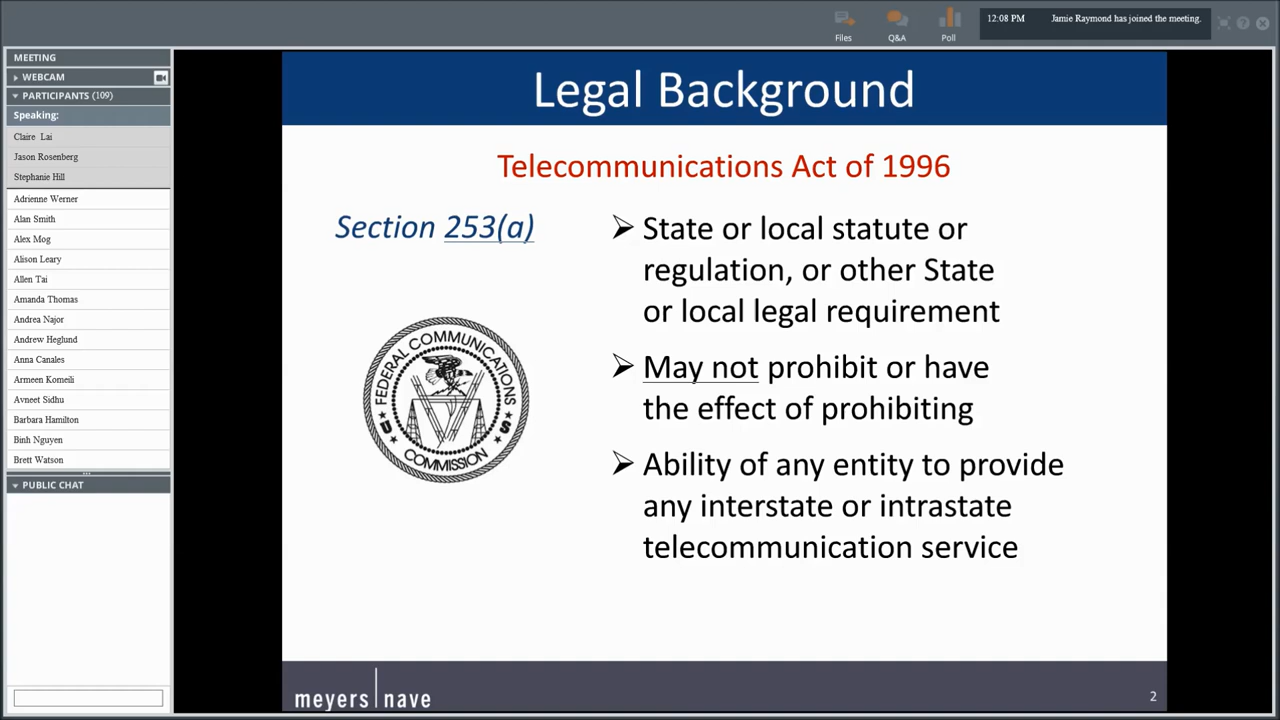 Files
Q&A
Poll
12:08 PM
Jamie Raymond has joined the meeting.
MEETING
WEBCAM
PARTICIPANTS (109)
Speaking:
Claire Lai
Jason Rosenberg
Stephanie Hill
Adrienne Werner
Alan Smith
Alex Mog
Alison Leary
Allen Tai
Amanda Thomas
Andrea Najor
Andrew Heglund
Anna Canales
Armeen Komeili
Avneet Sidhu
Barbara Hamilton
Binh Nguyen
Brett Watson
PUBLIC CHAT
Legal Background
Telecommunications Act of 1996
Section 253(a)
FEDERAL COMMUNICATIONS
U S
COMMISSION
➢ State or local statute or
regulation, or other State
or local legal requirement
➢ May not prohibit or have
the effect of prohibiting
➢ Ability of any entity to provide
any interstate or intrastate
telecommunication service
meyers|nave
2